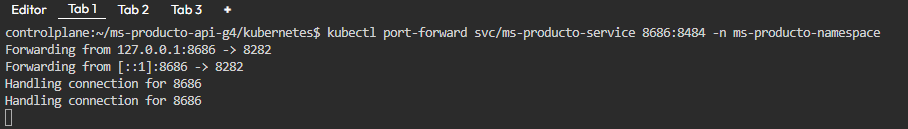 Editor Tab 1 Tab 2 Tab 3 +
controlplane:~/ms-producto-api-g4/kubernetes$ kubectl port-forward svc/ms-producto-service 8686:8484 -n ms-producto-namespace
Forwarding from 127.0.0.1:8686 -> 8282
Forwarding from [::1]:8686 -> 8282
Handling connection for 8686
Handling connection for 8686